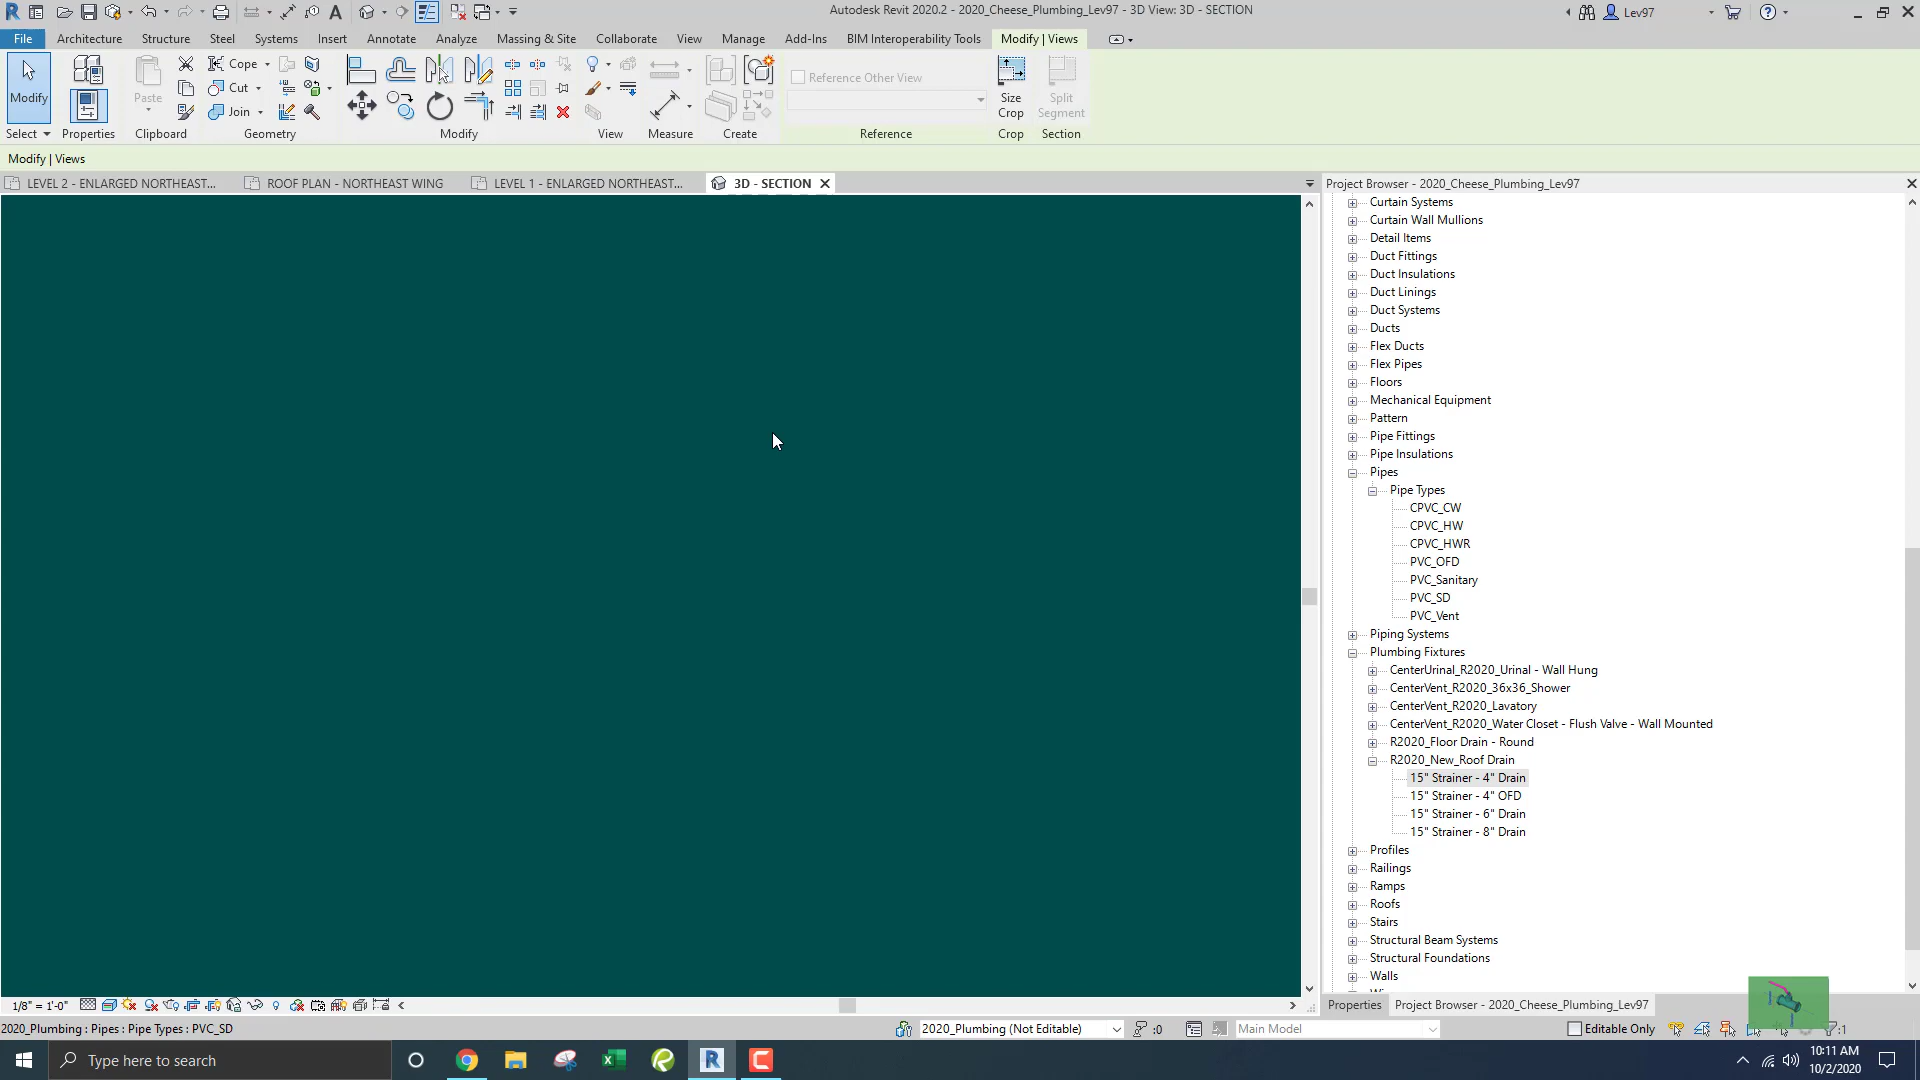 Autodesk Revit 2020.2 - 2020_Cheese_Plumbing_Lev97 - 3D View: 3D - SECTION
Lev97
File Architecture Structure Steel Systems Insert Annotate Analyze Massing & Site Collaborate View Manage Add-Ins BIM Interoperability Tools Modify | Views
Modify
Paste
Cope
Cut
Join
Reference Other View
Size Crop
Split Segment
Select Properties Clipboard Geometry Modify View Measure Create Reference Crop Section
Modify | Views
LEVEL 2 - ENLARGED NORTHEAST...
ROOF PLAN - NORTHEAST WING
LEVEL 1 - ENLARGED NORTHEAST...
3D - SECTION
Project Browser - 2020_Cheese_Plumbing_Lev97
Curtain Systems
Curtain Wall Mullions
Detail Items
Duct Fittings
Duct Insulations
Duct Linings
Duct Systems
Ducts
Flex Ducts
Flex Pipes
Floors
Mechanical Equipment
Pattern
Pipe Fittings
Pipe Insulations
Pipes
Pipe Types
CPVC_CW
CPVC_HW
CPVC_HWR
PVC_OFD
PVC_Sanitary
PVC_SD
PVC_Vent
Piping Systems
Plumbing Fixtures
CenterUrinal_R2020_Urinal - Wall Hung
CenterVent_R2020_36x36_Shower
CenterVent_R2020_Lavatory
CenterVent_R2020_Water Closet - Flush Valve - Wall Mounted
R2020_Floor Drain - Round
R2020_New_Roof Drain
15" Strainer - 4" Drain
15" Strainer - 4" OFD
15" Strainer - 6" Drain
15" Strainer - 8" Drain
Profiles
Railings
Ramps
Roofs
Stairs
Structural Beam Systems
Structural Foundations
Walls
1/8" = 1'-0"
Properties
Project Browser - 2020_Cheese_Plumbing_Lev97
2020_Plumbing : Pipes : Pipe Types : PVC_SD
2020_Plumbing (Not Editable)
:0
Main Model
Editable Only
:1
Type here to search
10:11 AM
10/2/2020